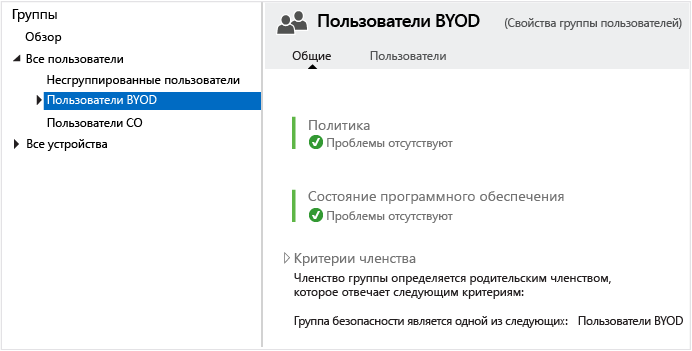 Группы
Обзор
Все пользователи
Несгруппированные пользователи
Пользователи BYOD
Пользователи CO
Все устройства
Пользователи BYOD (Свойства группы пользователей)
Общие Пользователи
Политика
Проблемы отсутствуют
Состояние программного обеспечения
Проблемы отсутствуют
Критерии членства
Членство группы определяется родительским членством,
которое отвечает следующим критериям:
Группа безопасности является одной из следующих: Пользователи BYOD